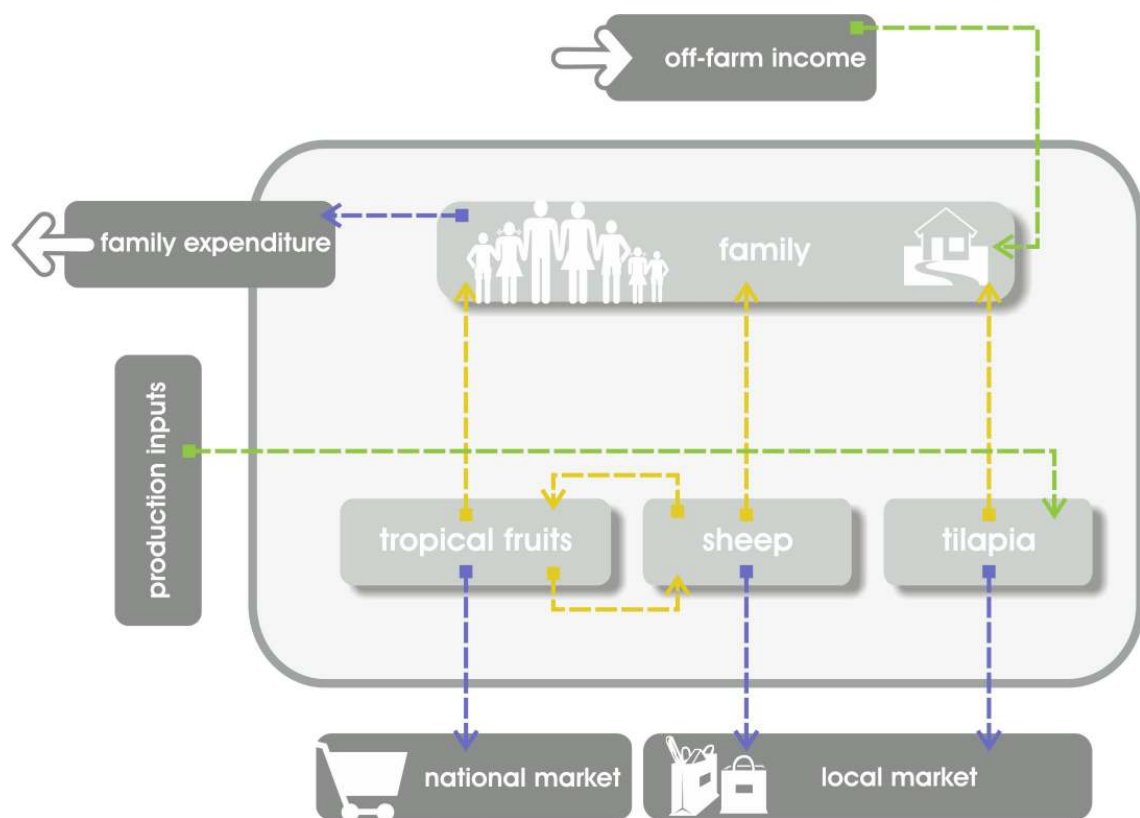 off-farm income
family expenditure
family
production inputs
tropical fruits
sheep
tilapia
national market
local market